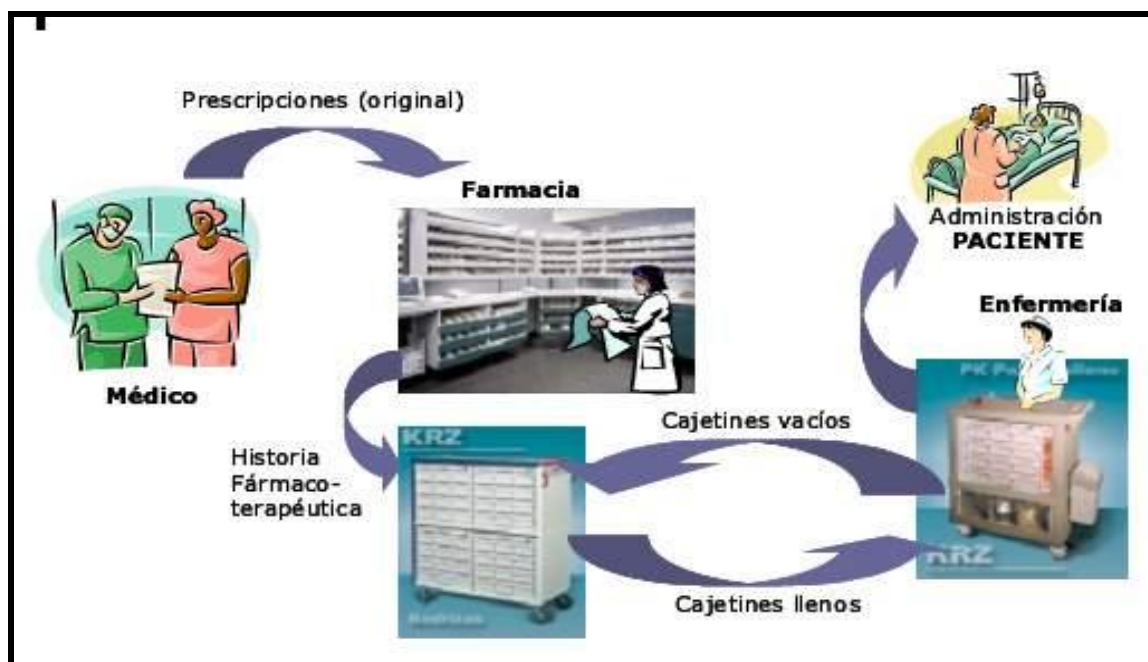 Prescripciones (original)
Farmacia
Administración
PACIENTE
Enfermería
Médico
Cajetines vacíos
Historia
Fármaco-
terapéutica
KRZ
KRZ
Cajetines llenos